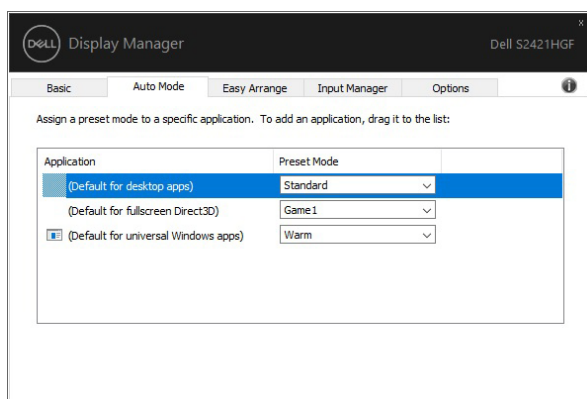 x
DELL Display Manager Dell S2421HGF
Basic Auto Mode Easy Arrange Input Manager Options
Assign a preset mode to a specific application. To add an application, drag it to the list:
Application Preset Mode
(Default for desktop apps) Standard
(Default for fullscreen Direct3D) Game1
(Default for universal Windows apps) Warm